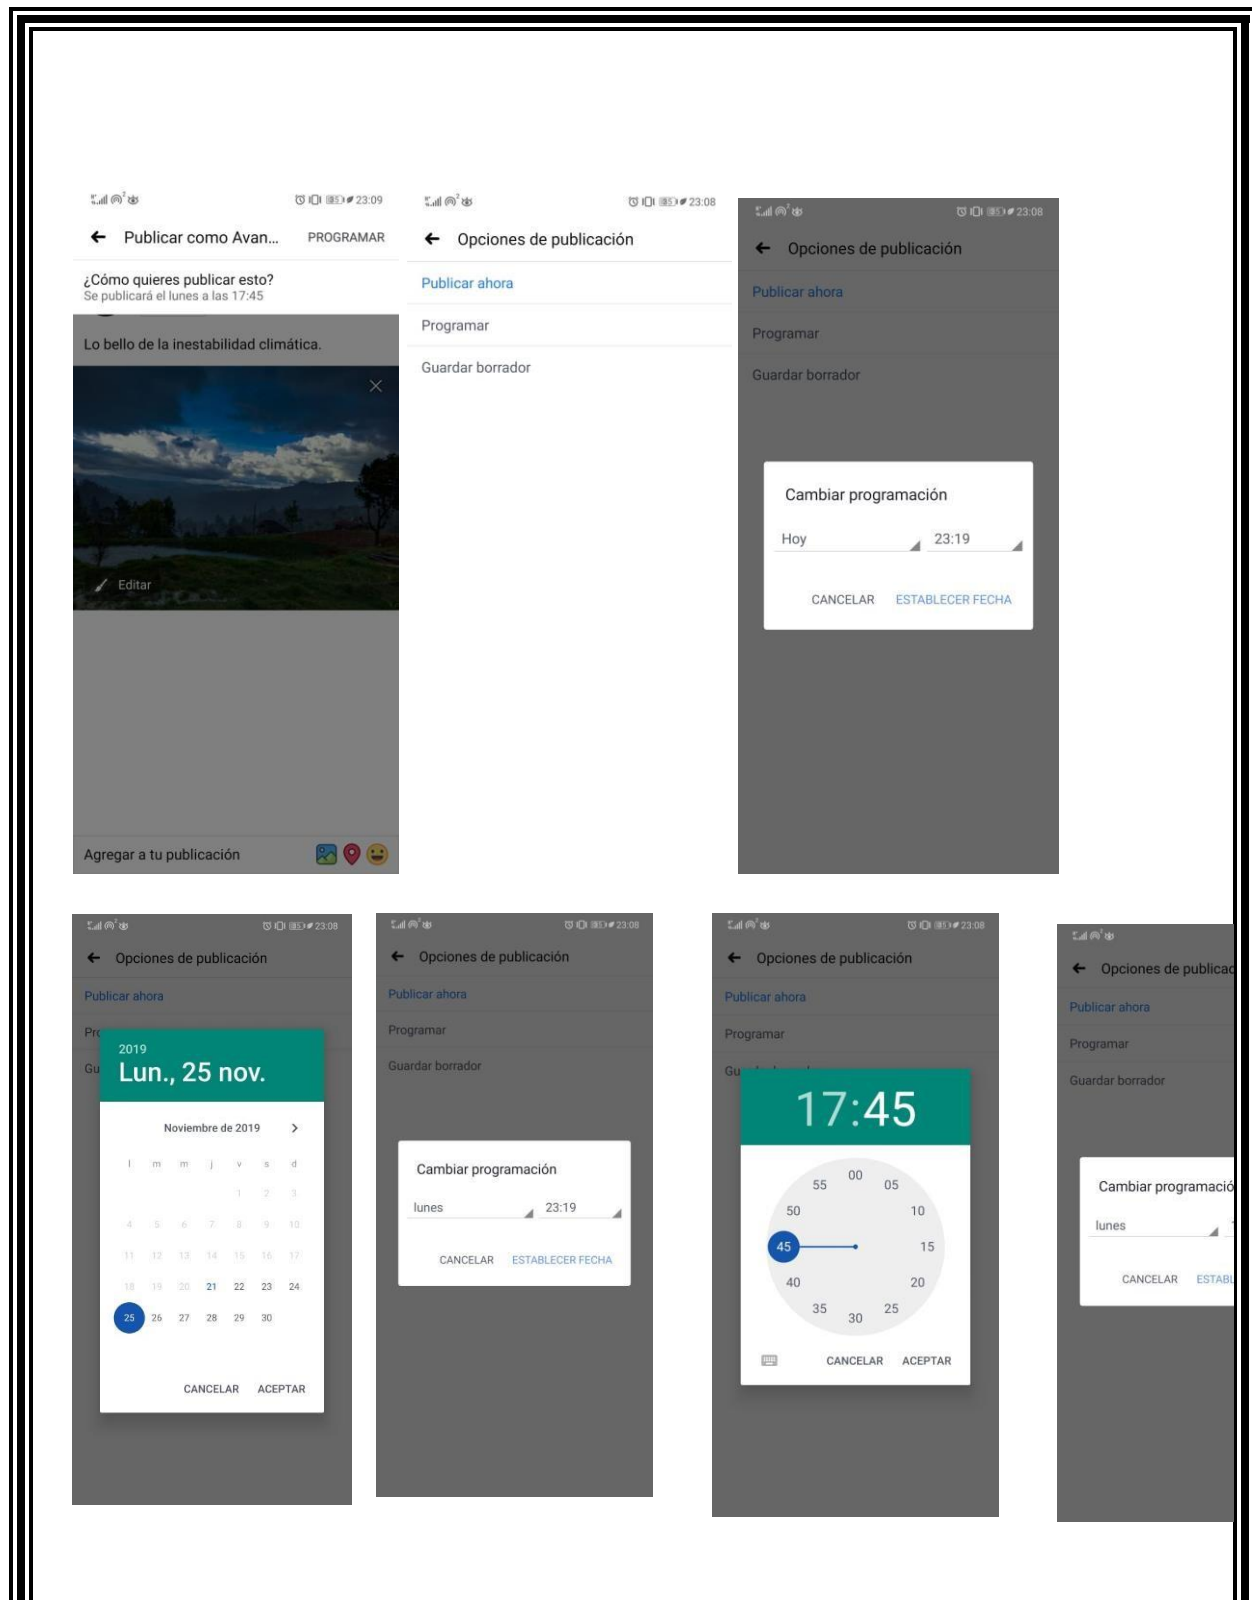 23:09
Publicar como Avan... PROGRAMAR
¿Cómo quieres publicar esto?
Se publicará el lunes a las 17:45
Lo bello de la inestabilidad climática.
Editar
Agregar a tu publicación
23:08
Opciones de publicación
Publicar ahora
Programar
Guardar borrador
23:08
Opciones de publicación
Publicar ahora
Programar
Guardar borrador
Cambiar programación
Hoy 23:19
CANCELAR ESTABLECER FECHA
23:08
Opciones de publicación
Publicar ahora
Pr
Gu
2019
Lun., 25 nov.
Noviembre de 2019
l m m j v s d
1 2 3
4 5 6 7 8 9 10
11 12 13 14 15 16 17
18 19 20 21 22 23 24
25 26 27 28 29 30
CANCELAR ACEPTAR
23:08
Opciones de publicación
Publicar ahora
Programar
Guardar borrador
Cambiar programación
lunes 23:19
CANCELAR ESTABLECER FECHA
23:08
Opciones de publicación
Publicar ahora
Programar
Gu
17:45
00
55 05
50 10
45 15
40 20
35 25
30
CANCELAR ACEPTAR
Opciones de publicac
Publicar ahora
Programar
Guardar borrador
Cambiar programació
lunes
CANCELAR ESTABL